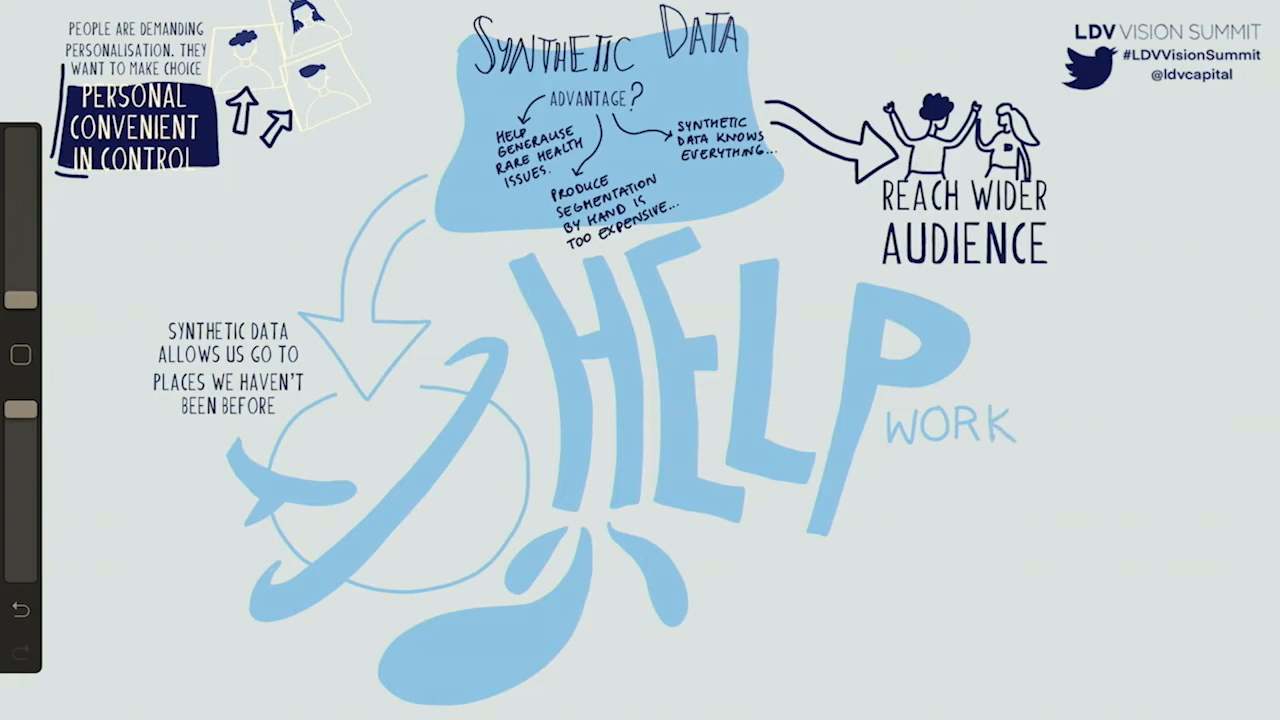 PEOPLE ARE DEMANDING
PERSONALISATION. THEY
WANT TO MAKE CHOICE
PERSONAL
CONVENIENT
IN CONTROL
SYNTHETIC DATA
ADVANTAGE?
HELP
GENERAUSE
RARE HEALTH
ISSUES.
PRODUCE
SEGMENTATION
BY HAND IS
TOO EXPENSIVE...
SYNTHETIC
DATA KNOWS
EVERYTHING...
LDV VISION SUMMIT
#LDVVisionSummit
@ldvcapital
REACH WIDER
AUDIENCE
SYNTHETIC DATA
ALLOWS US GO TO
PLACES WE HAVEN'T
BEEN BEFORE
HELP
WORK